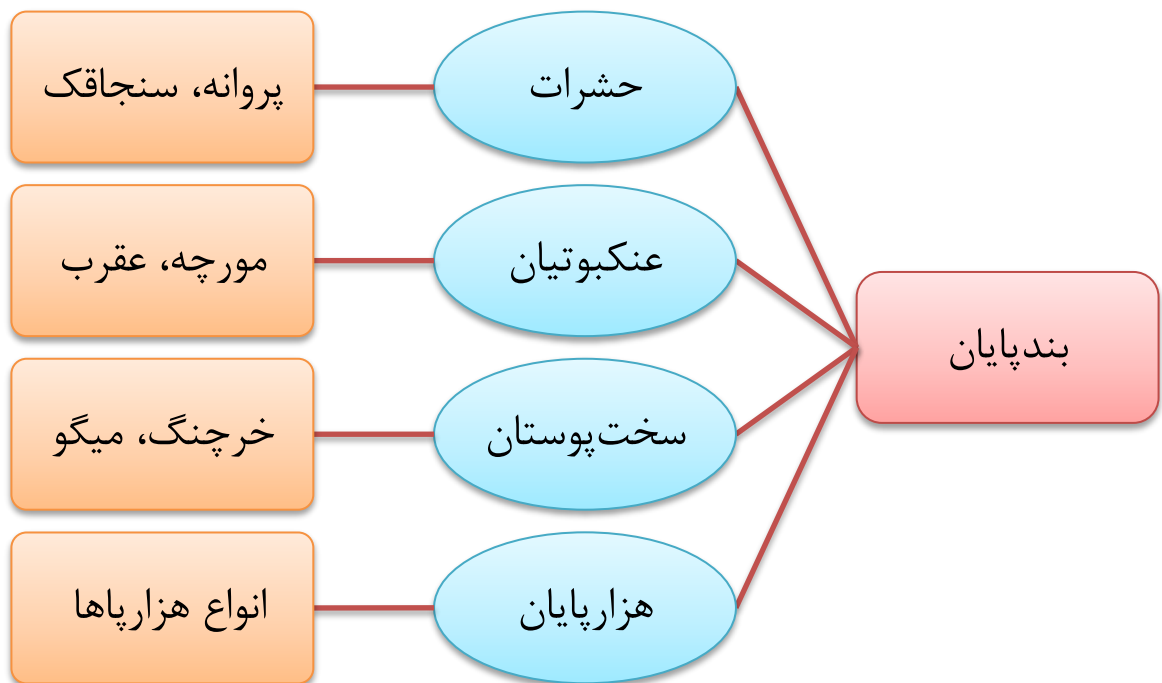 بندپایان
حشرات
پروانه، سنجاقک
عنکبوتیان
مورچه، عقرب
سخت‌پوستان
خرچنگ، میگو
هزارپایان
انواع هزارپاها